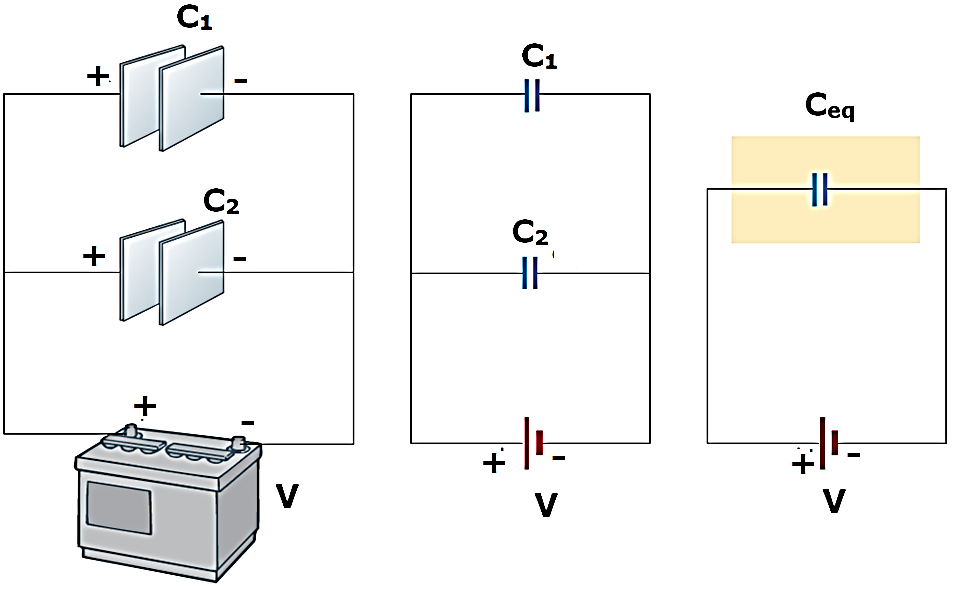 C₁
+ -
C₂
+ -
+ -
V
C₁
C₂
+ -
V
Ceq
+ -
V